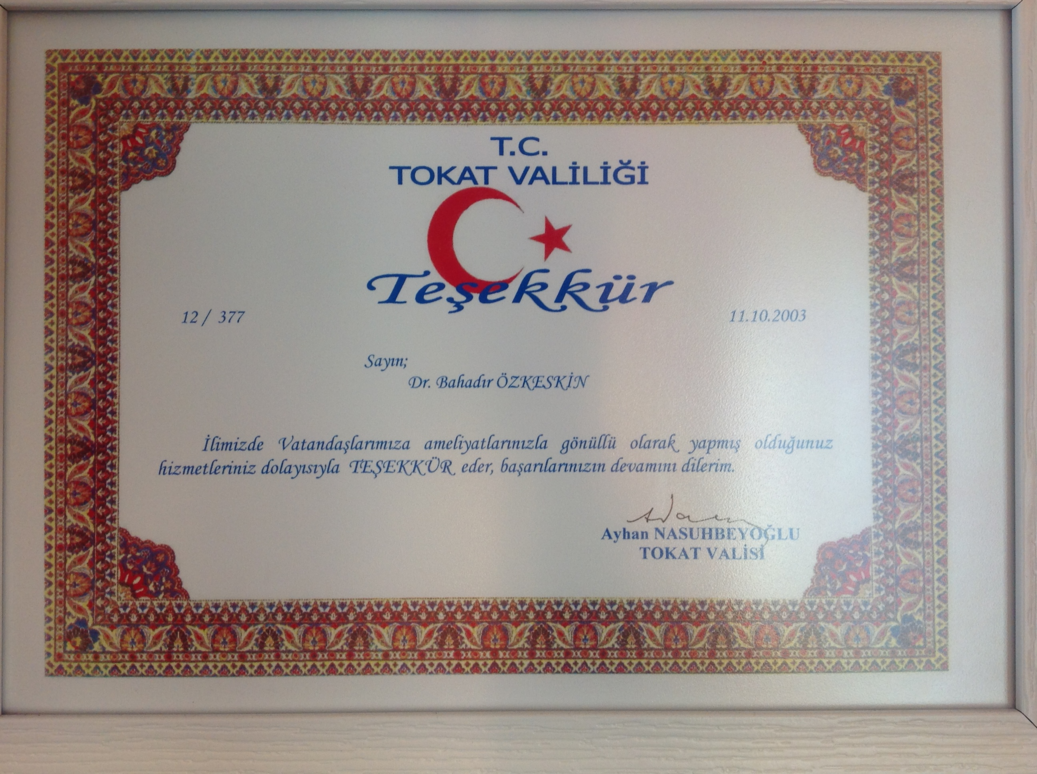 T.C.
TOKAT VALİLİĞİ
Teşekkür
12 / 377 11.10.2003
Sayın;
Dr. Bahadır ÖZKESKİN
İlimizde Vatandaşlarımıza ameliyatlarınızla gönüllü olarak yapmış olduğunuz
hizmetleriniz dolayısıyla TEŞEKKÜR eder, başarılarınızın devamını dilerim.
Ayhan NASUHBEYOĞLU
TOKAT VALİSİ